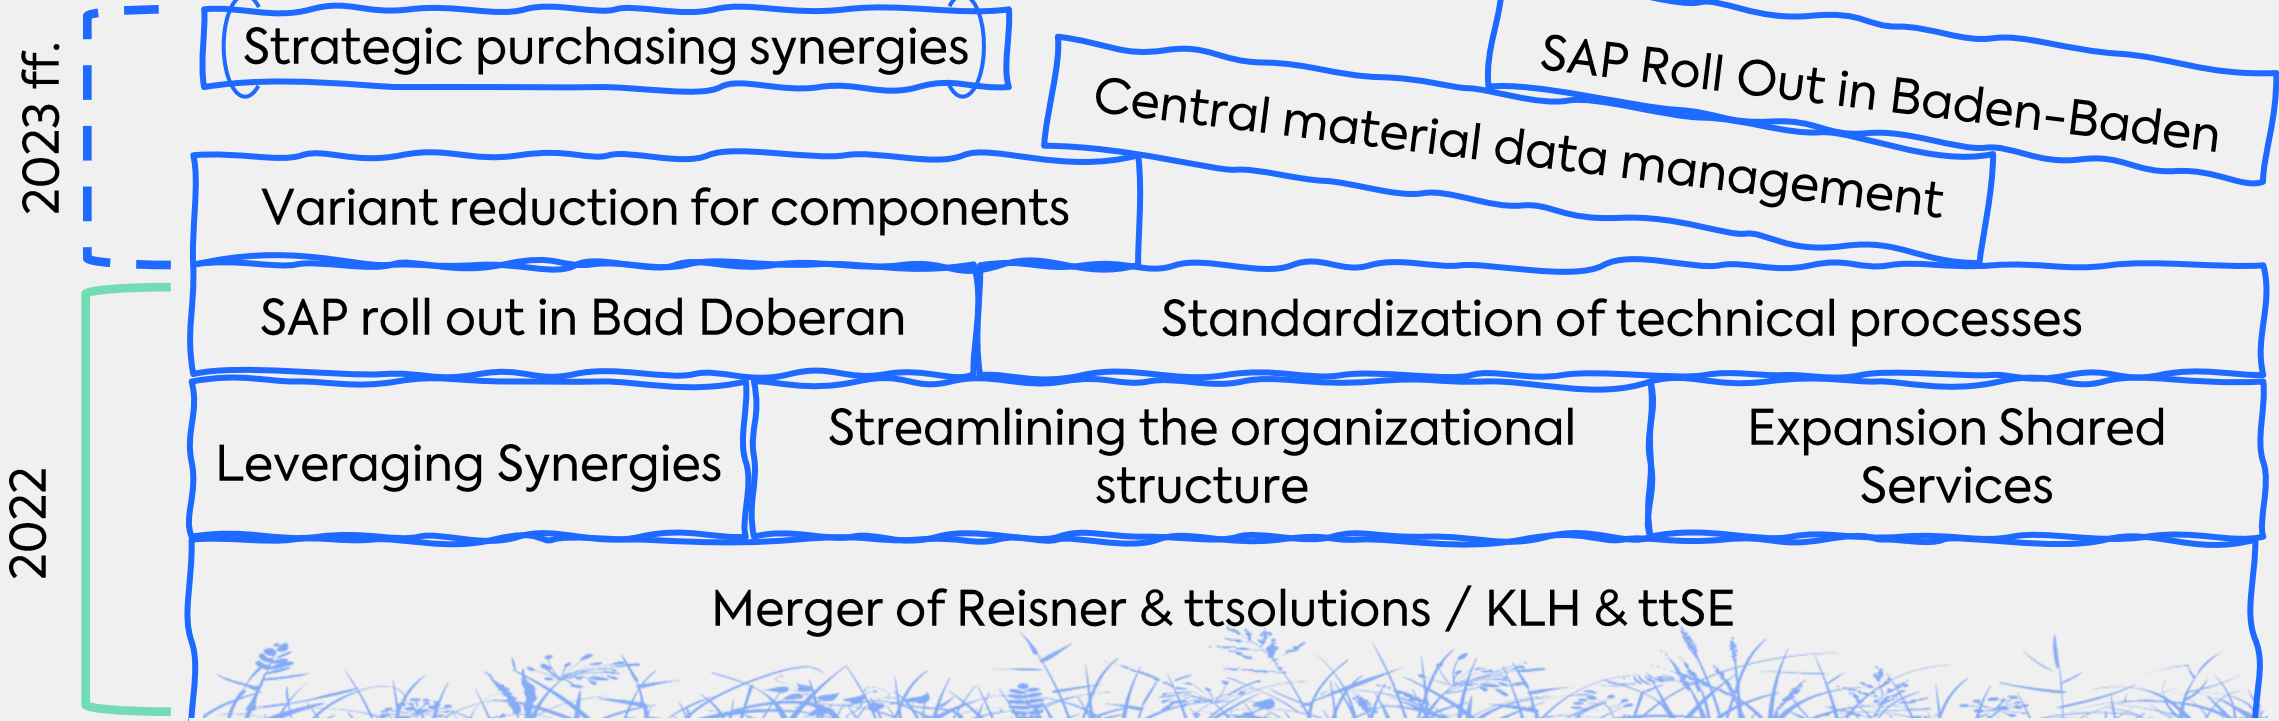 2023 ff.
Strategic purchasing synergies
SAP Roll Out in Baden-Baden
Central material data management
Variant reduction for components
SAP roll out in Bad Doberan
Standardization of technical processes
2022
Leveraging Synergies
Streamlining the organizational
structure
Expansion Shared
Services
Merger of Reisner & ttsolutions / KLH & ttSE